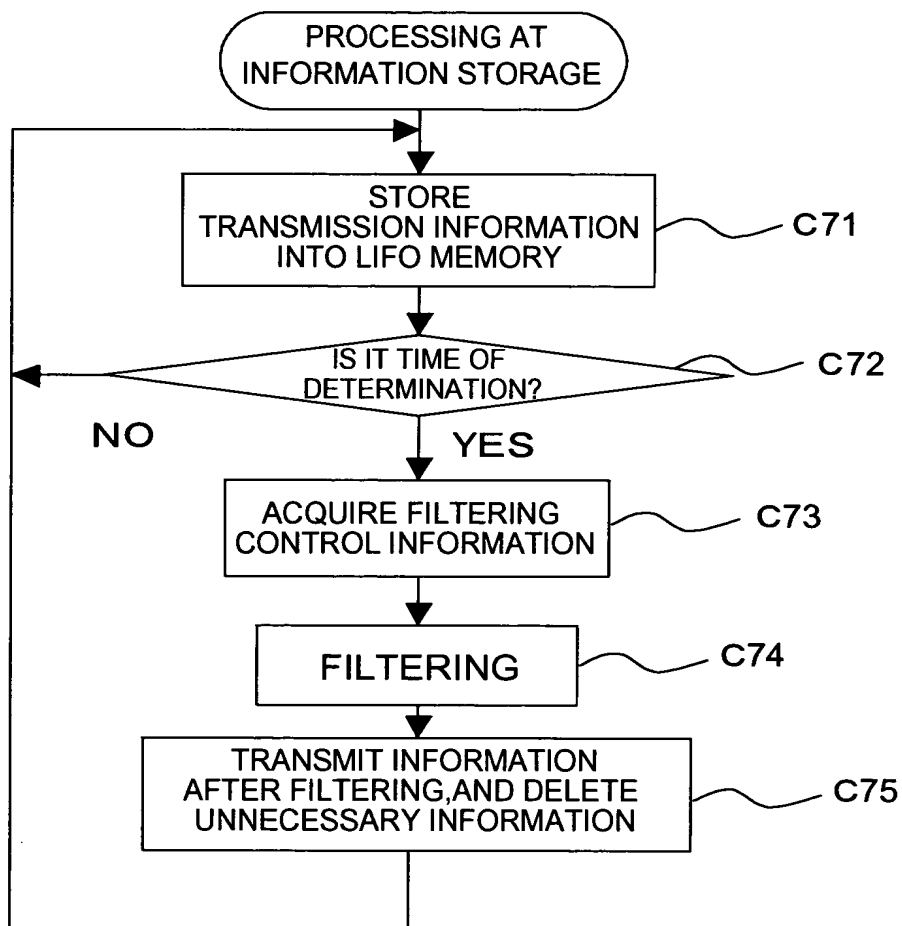 PROCESSING AT
INFORMATION STORAGE
STORE
TRANSMISSION INFORMATION
INTO LIFO MEMORY
C71
IS IT TIME OF
DETERMINATION?
C72
NO
YES
ACQUIRE FILTERING
CONTROL INFORMATION
C73
FILTERING
C74
TRANSMIT INFORMATION
AFTER FILTERING,AND DELETE
UNNECESSARY INFORMATION
C75